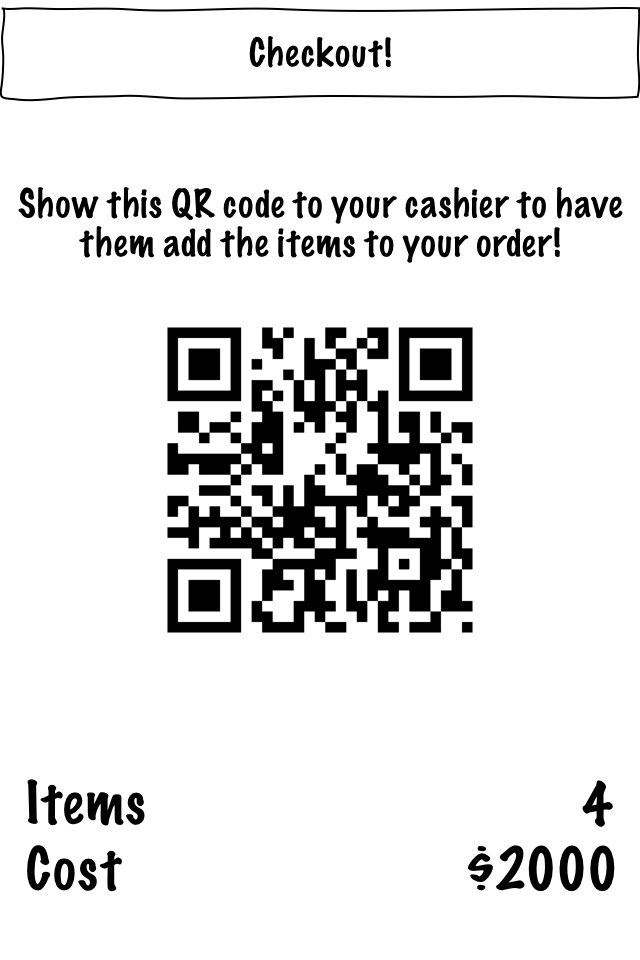 Checkout!
Show this QR code to your cashier to have
them add the items to your order!
Items 4
Cost $2000